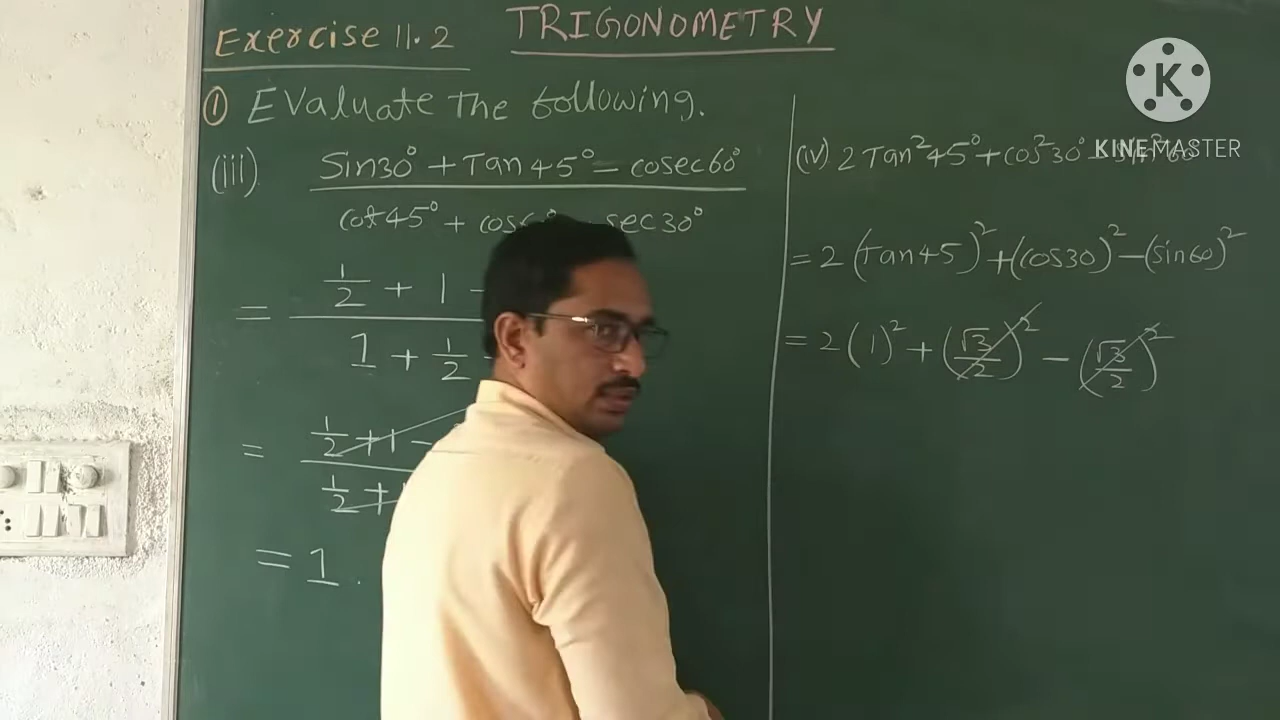 TRIGONOMETRY
Exercise 11.2
① Evaluate The following.
(iii) Sin30° + Tan45° – cosec60°
cot45° + cos – sec30°
= 1/2 + 1 -
1 + 1/2 -
= 1/2 + 1 -
1/2 +
= 1.
K
KINEMASTER
(iv) 2 Tan²45° + cos²30° – sin²60°
= 2 (Tan45)² + (cos30)² – (sin60)²
= 2 (1)² + (√3/2)² – (√3/2)²